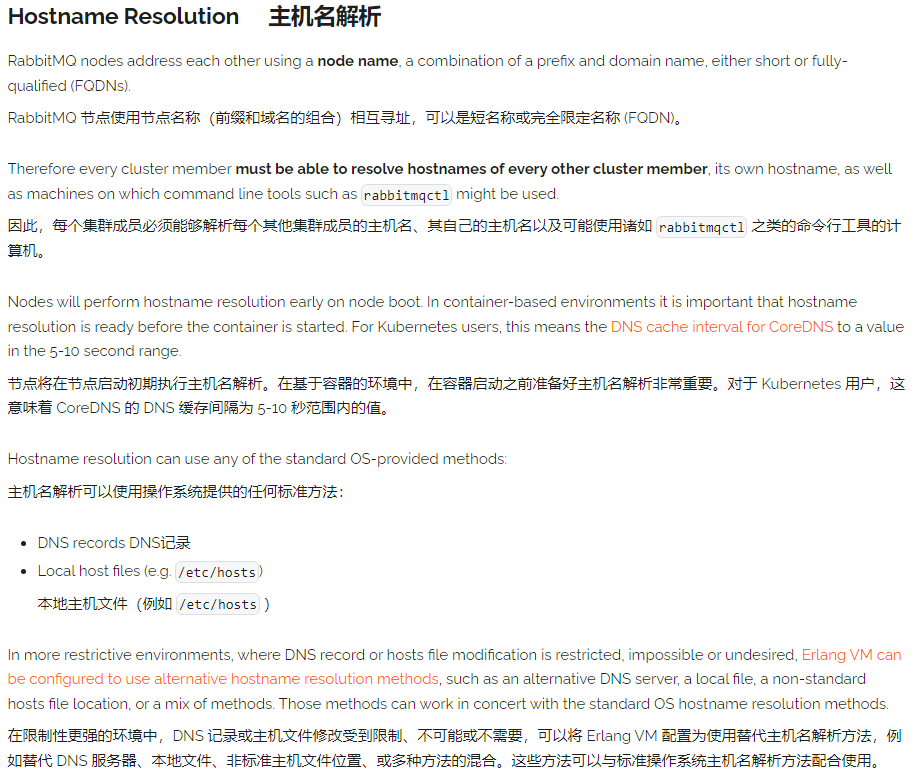 Hostname Resolution 主机名解析
RabbitMQ nodes address each other using a node name, a combination of a prefix and domain name, either short or fully-
qualified (FQDNs).
RabbitMQ 节点使用节点名称（前缀和域名的组合）相互寻址，可以是短名称或完全限定名称 (FQDN)。
Therefore every cluster member must be able to resolve hostnames of every other cluster member, its own hostname, as well
as machines on which command line tools such as rabbitmqctl might be used.
因此，每个集群成员必须能够解析每个其他集群成员的主机名、其自己的主机名以及可能使用诸如 rabbitmqctl 之类的命令行工具的计
算机。
Nodes will perform hostname resolution early on node boot. In container-based environments it is important that hostname
resolution is ready before the container is started. For Kubernetes users, this means the DNS cache interval for CoreDNS to a value
in the 5-10 second range.
节点将在节点启动初期执行主机名解析。在基于容器的环境中，在容器启动之前准备好主机名解析非常重要。对于 Kubernetes 用户，这
意味着 CoreDNS 的 DNS 缓存间隔为 5-10 秒范围内的值。
Hostname resolution can use any of the standard OS-provided methods:
主机名解析可以使用操作系统提供的任何标准方法：
• DNS records DNS记录
• Local host files (e.g. /etc/hosts)
本地主机文件（例如 /etc/hosts ）
In more restrictive environments, where DNS record or hosts file modification is restricted, impossible or undesired, Erlang VM can
be configured to use alternative hostname resolution methods, such as an alternative DNS server, a local file, a non-standard
hosts file location, or a mix of methods. Those methods can work in concert with the standard OS hostname resolution methods.
在限制性更强的环境中，DNS 记录或主机文件修改受到限制、不可能或不需要，可以将 Erlang VM 配置为使用替代主机名解析方法，例
如替代 DNS 服务器、本地文件、非标准主机文件位置、或多种方法的混合。这些方法可以与标准操作系统主机名解析方法配合使用。